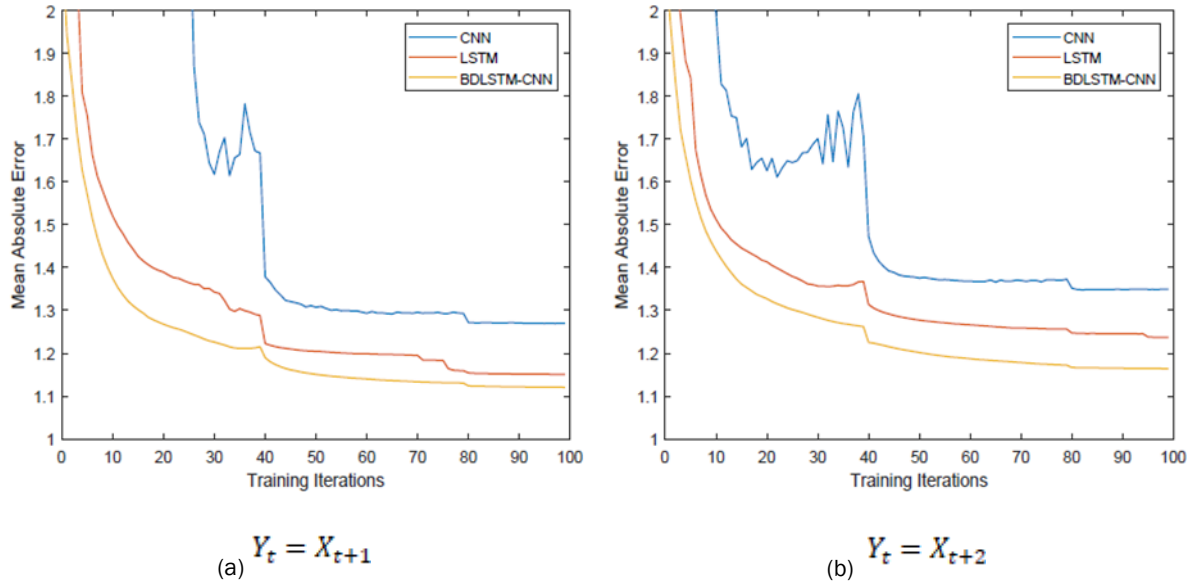 2
1.9
1.8
1.7
1.6
1.5
1.4
1.3
1.2
1.1
1
Mean Absolute Error
CNN
LSTM
BDLSTM-CNN
0 10 20 30 40 50 60 70 80 90 100
Training Iterations
(a) Y_t = X_{t+1}
2
1.9
1.8
1.7
1.6
1.5
1.4
1.3
1.2
1.1
1
Mean Absolute Error
CNN
LSTM
BDLSTM-CNN
0 10 20 30 40 50 60 70 80 90 100
Training Iterations
(b) Y_t = X_{t+2}